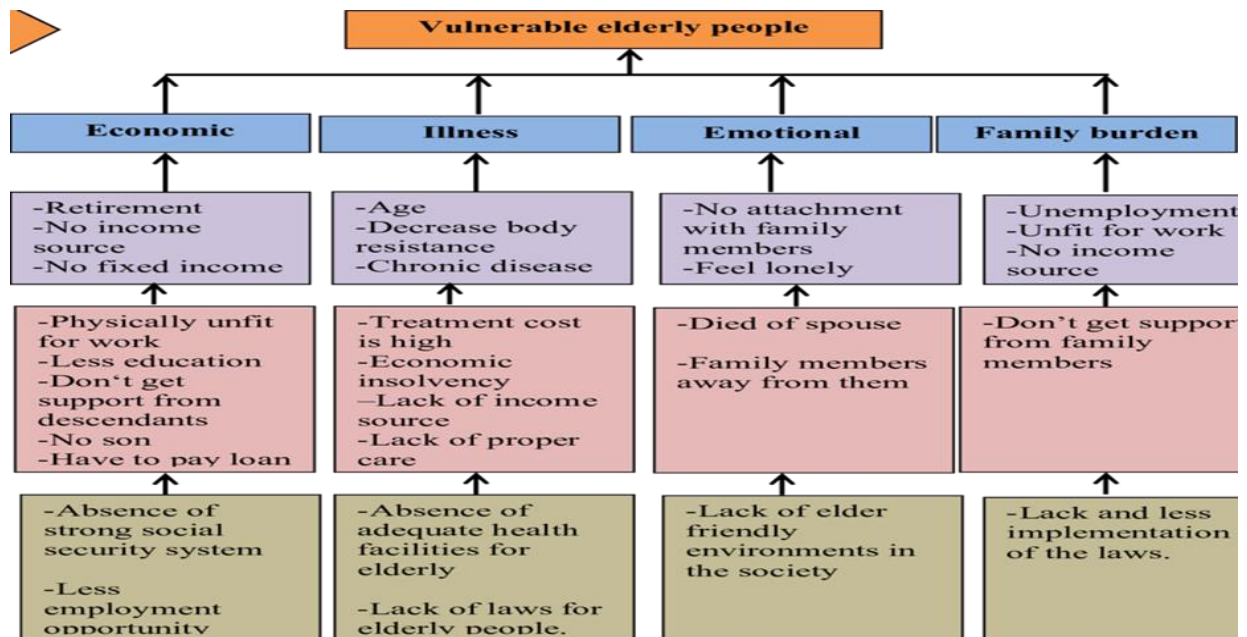 Vulnerable elderly people
Economic
Illness
Emotional
Family burden
-Retirement
-No income
source
-No fixed income
-Age
-Decrease body
resistance
-Chronic disease
-No attachment
with family
members
-Feel lonely
-Unemployment
-Unfit for work
-No income
source
-Physically unfit
for work
-Less education
-Don‘t get
support from
descendants
-No son
-Have to pay loan
-Treatment cost
is high
-Economic
insolvency
–Lack of income
source
-Lack of proper
care
-Died of spouse
-Family members
away from them
-Don’t get support
from family
members
-Absence of
strong social
security system
-Less
employment
opportunity
-Absence of
adequate health
facilities for
elderly
-Lack of laws for
elderly people.
-Lack of elder
friendly
environments in
the society
-Lack and less
implementation
of the laws.